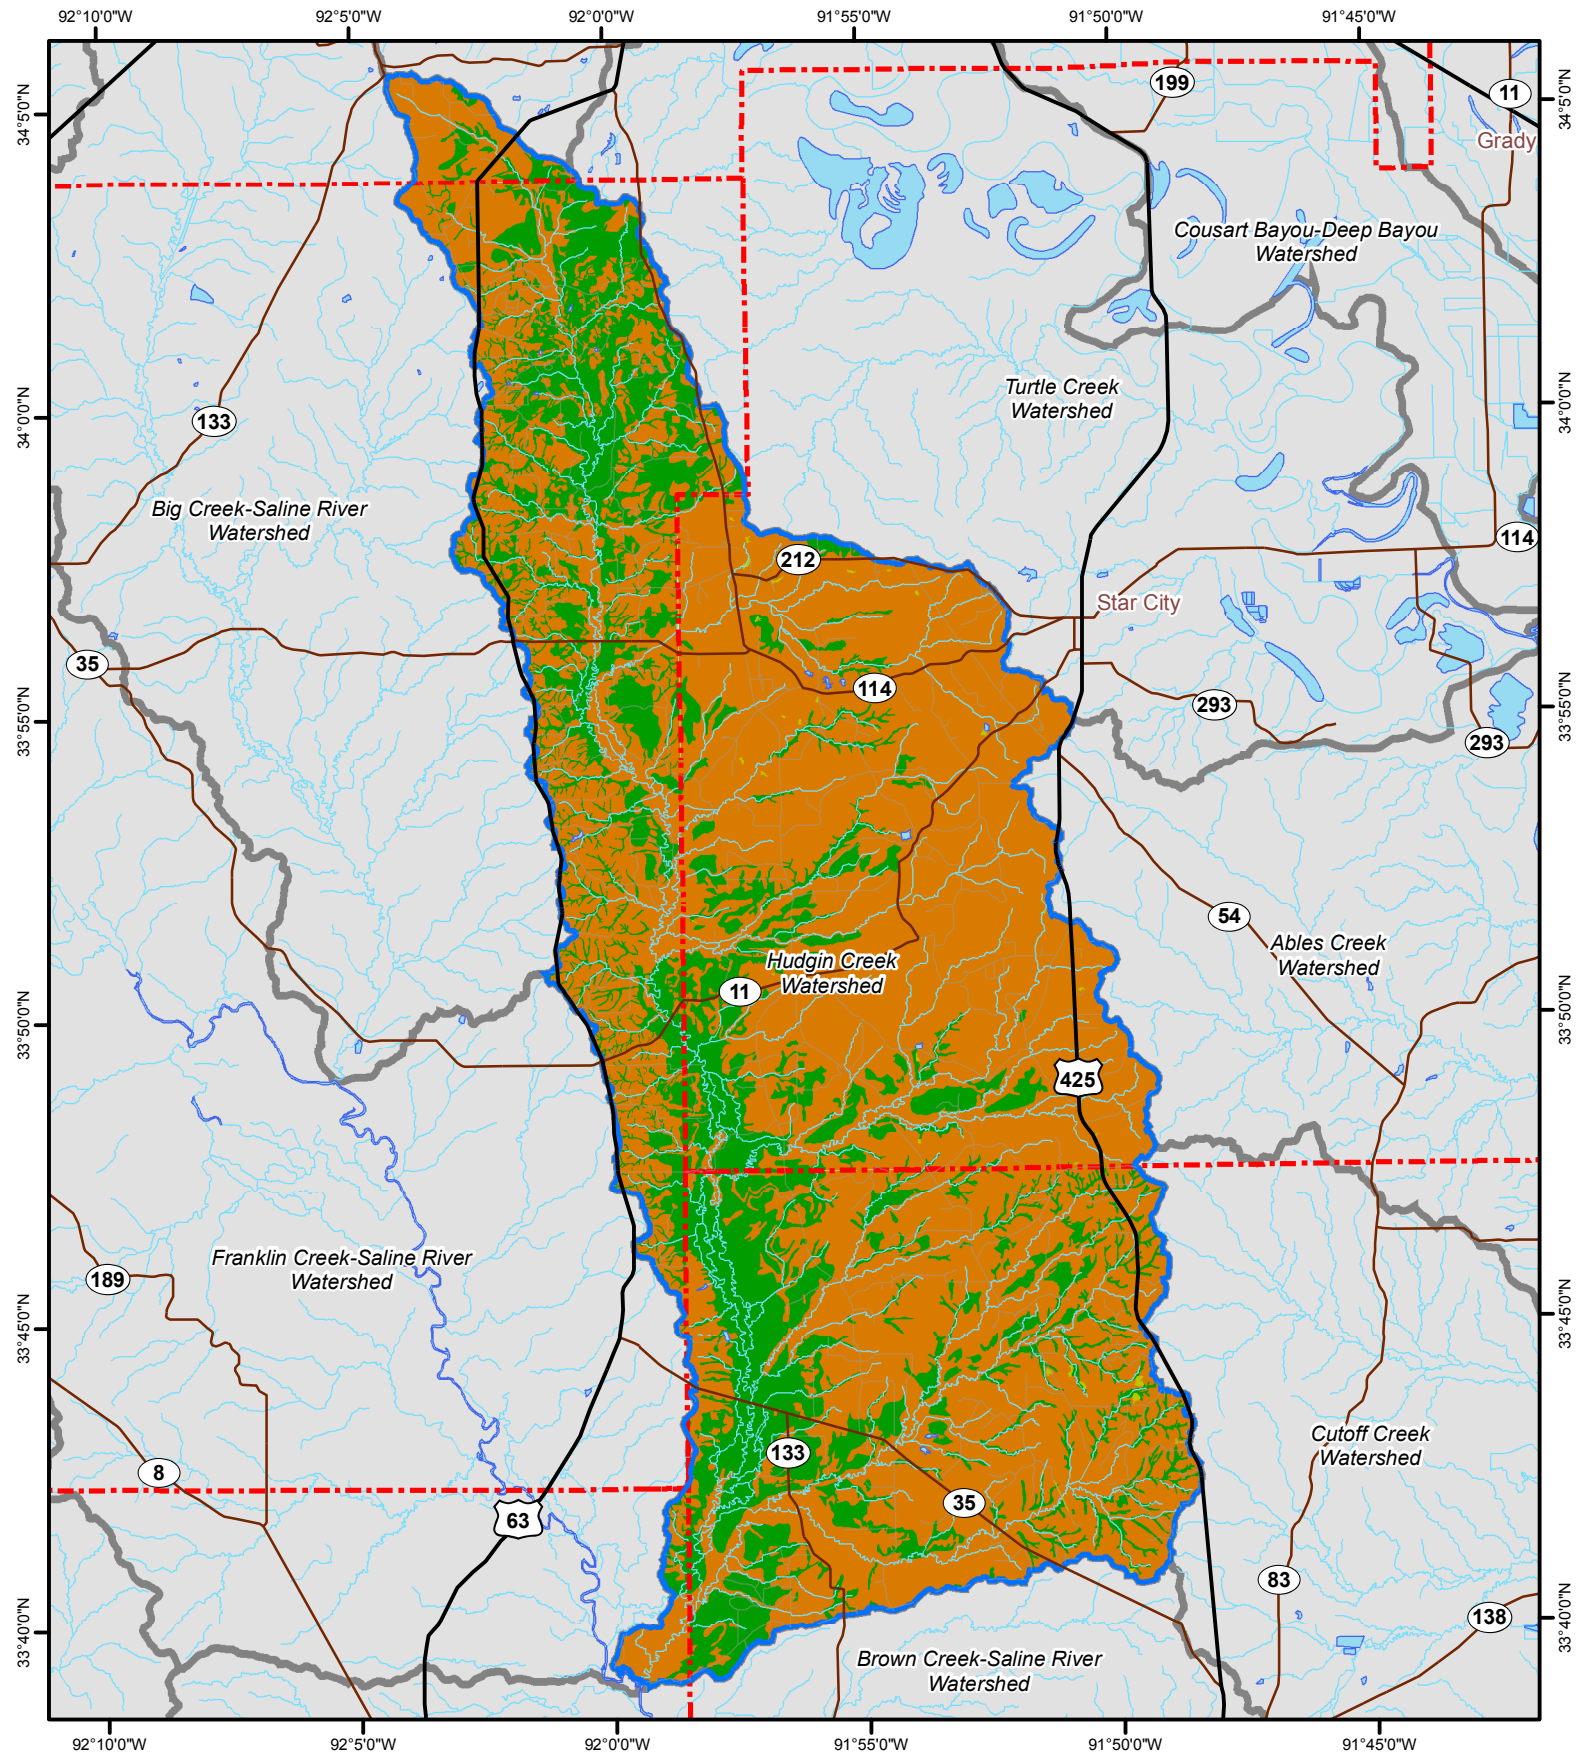 92°10'0"W
92°5'0"W
92°0'0"W
91°55'0"W
91°50'0"W
91°45'0"W
34°5'0"N
34°5'0"N
199
11
Grady
Cousart Bayou-Deep Bayou
Watershed
Turtle Creek
Watershed
34°0'0"N
34°0'0"N
133
Big Creek-Saline River
Watershed
114
212
Star City
35
114
293
33°55'0"N
33°55'0"N
293
54
Ables Creek
Watershed
Hudgin Creek
Watershed
11
33°50'0"N
33°50'0"N
425
Franklin Creek-Saline River
Watershed
189
33°45'0"N
33°45'0"N
Cutoff Creek
Watershed
133
8
35
63
83
138
33°40'0"N
33°40'0"N
Brown Creek-Saline River
Watershed
92°10'0"W
92°5'0"W
92°0'0"W
91°55'0"W
91°50'0"W
91°45'0"W